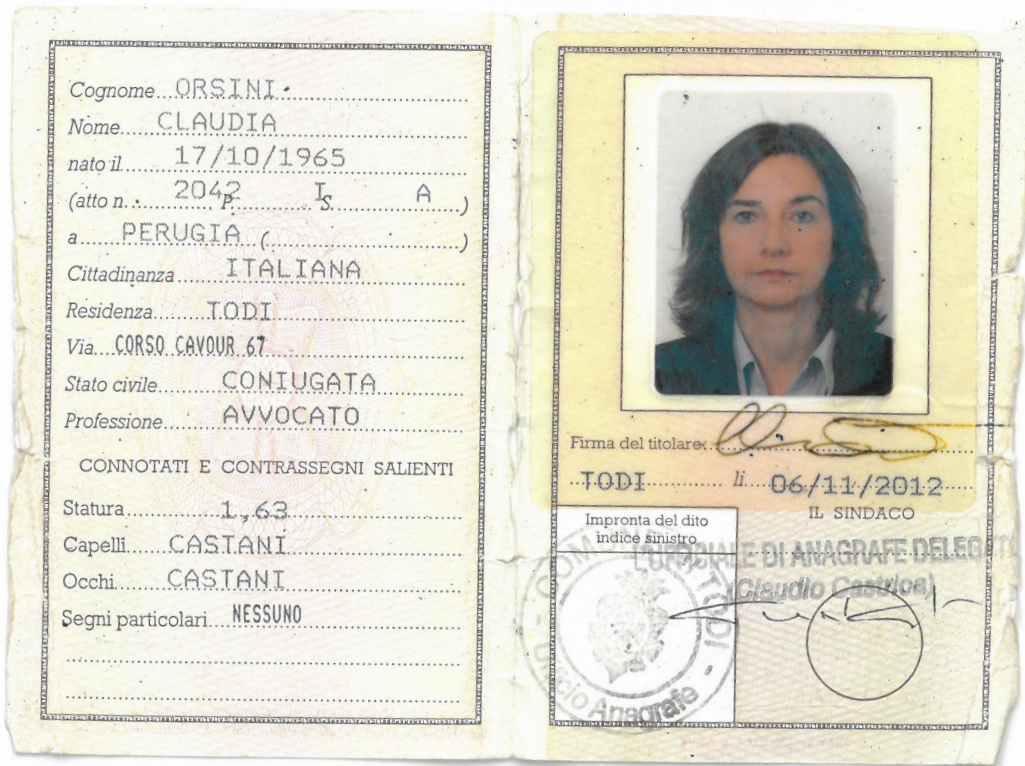 Cognome ORSINI
Nome CLAUDIA
nato il 17/10/1965
(atto n. 2042 P. I S. A )
a PERUGIA ( )
Cittadinanza ITALIANA
Residenza TODI
Via CORSO CAVOUR 67
Stato civile CONIUGATA
Professione AVVOCATO
CONNOTATI E CONTRASSEGNI SALIENTI
Statura 1,63
Capelli CASTANI
Occhi CASTANI
Segni particolari NESSUNO
Firma del titolare
TODI li 06/11/2012
IL SINDACO
Impronta del dito
indice sinistro
L'UFFICIALE DI ANAGRAFE DELEGATO
(Claudio Castrica)
COMUNE DI TODI
Ufficio Anagrafe